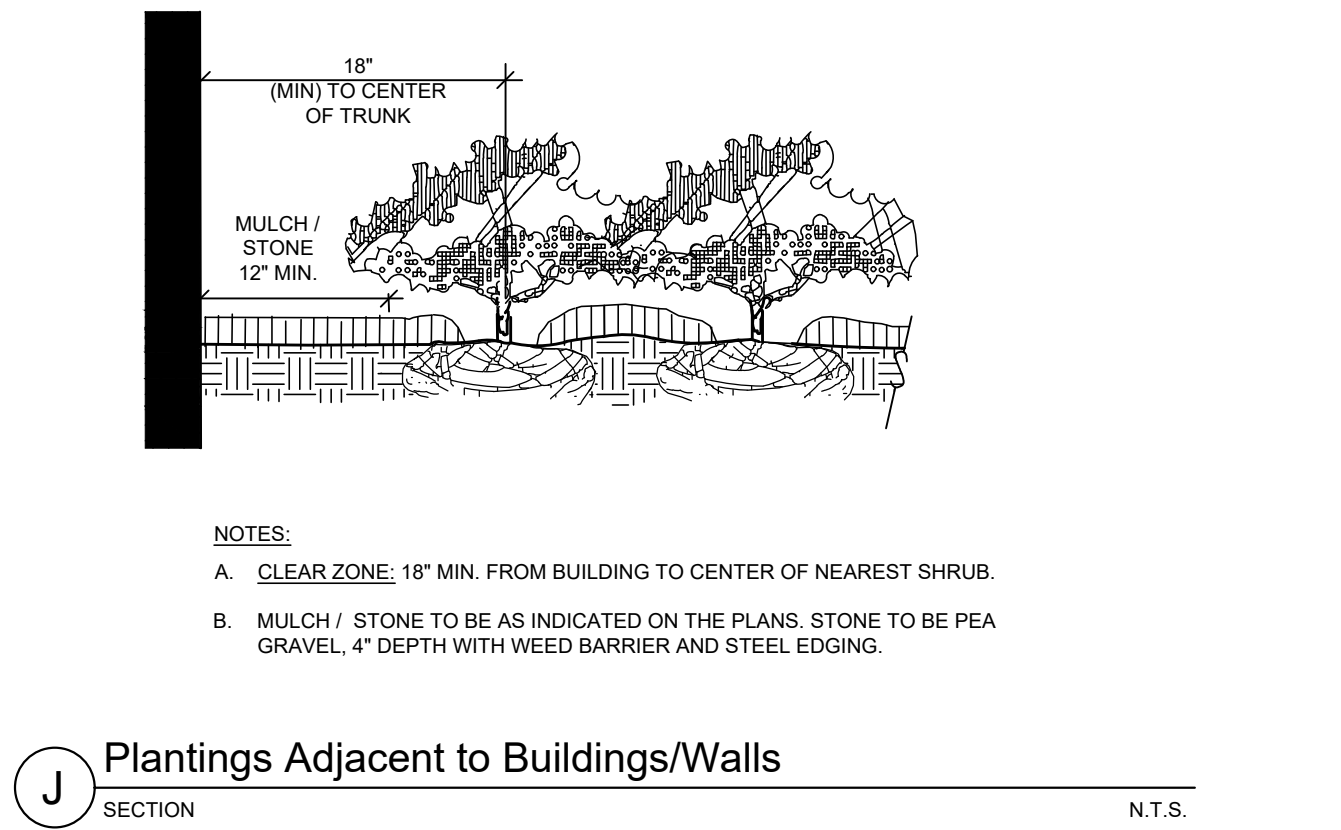 18"
(MIN) TO CENTER
OF TRUNK
MULCH /
STONE
12" MIN.
NOTES:
A. CLEAR ZONE: 18" MIN. FROM BUILDING TO CENTER OF NEAREST SHRUB.
B. MULCH / STONE TO BE AS INDICATED ON THE PLANS. STONE TO BE PEA
GRAVEL, 4" DEPTH WITH WEED BARRIER AND STEEL EDGING.
J
Plantings Adjacent to Buildings/Walls
SECTION
N.T.S.